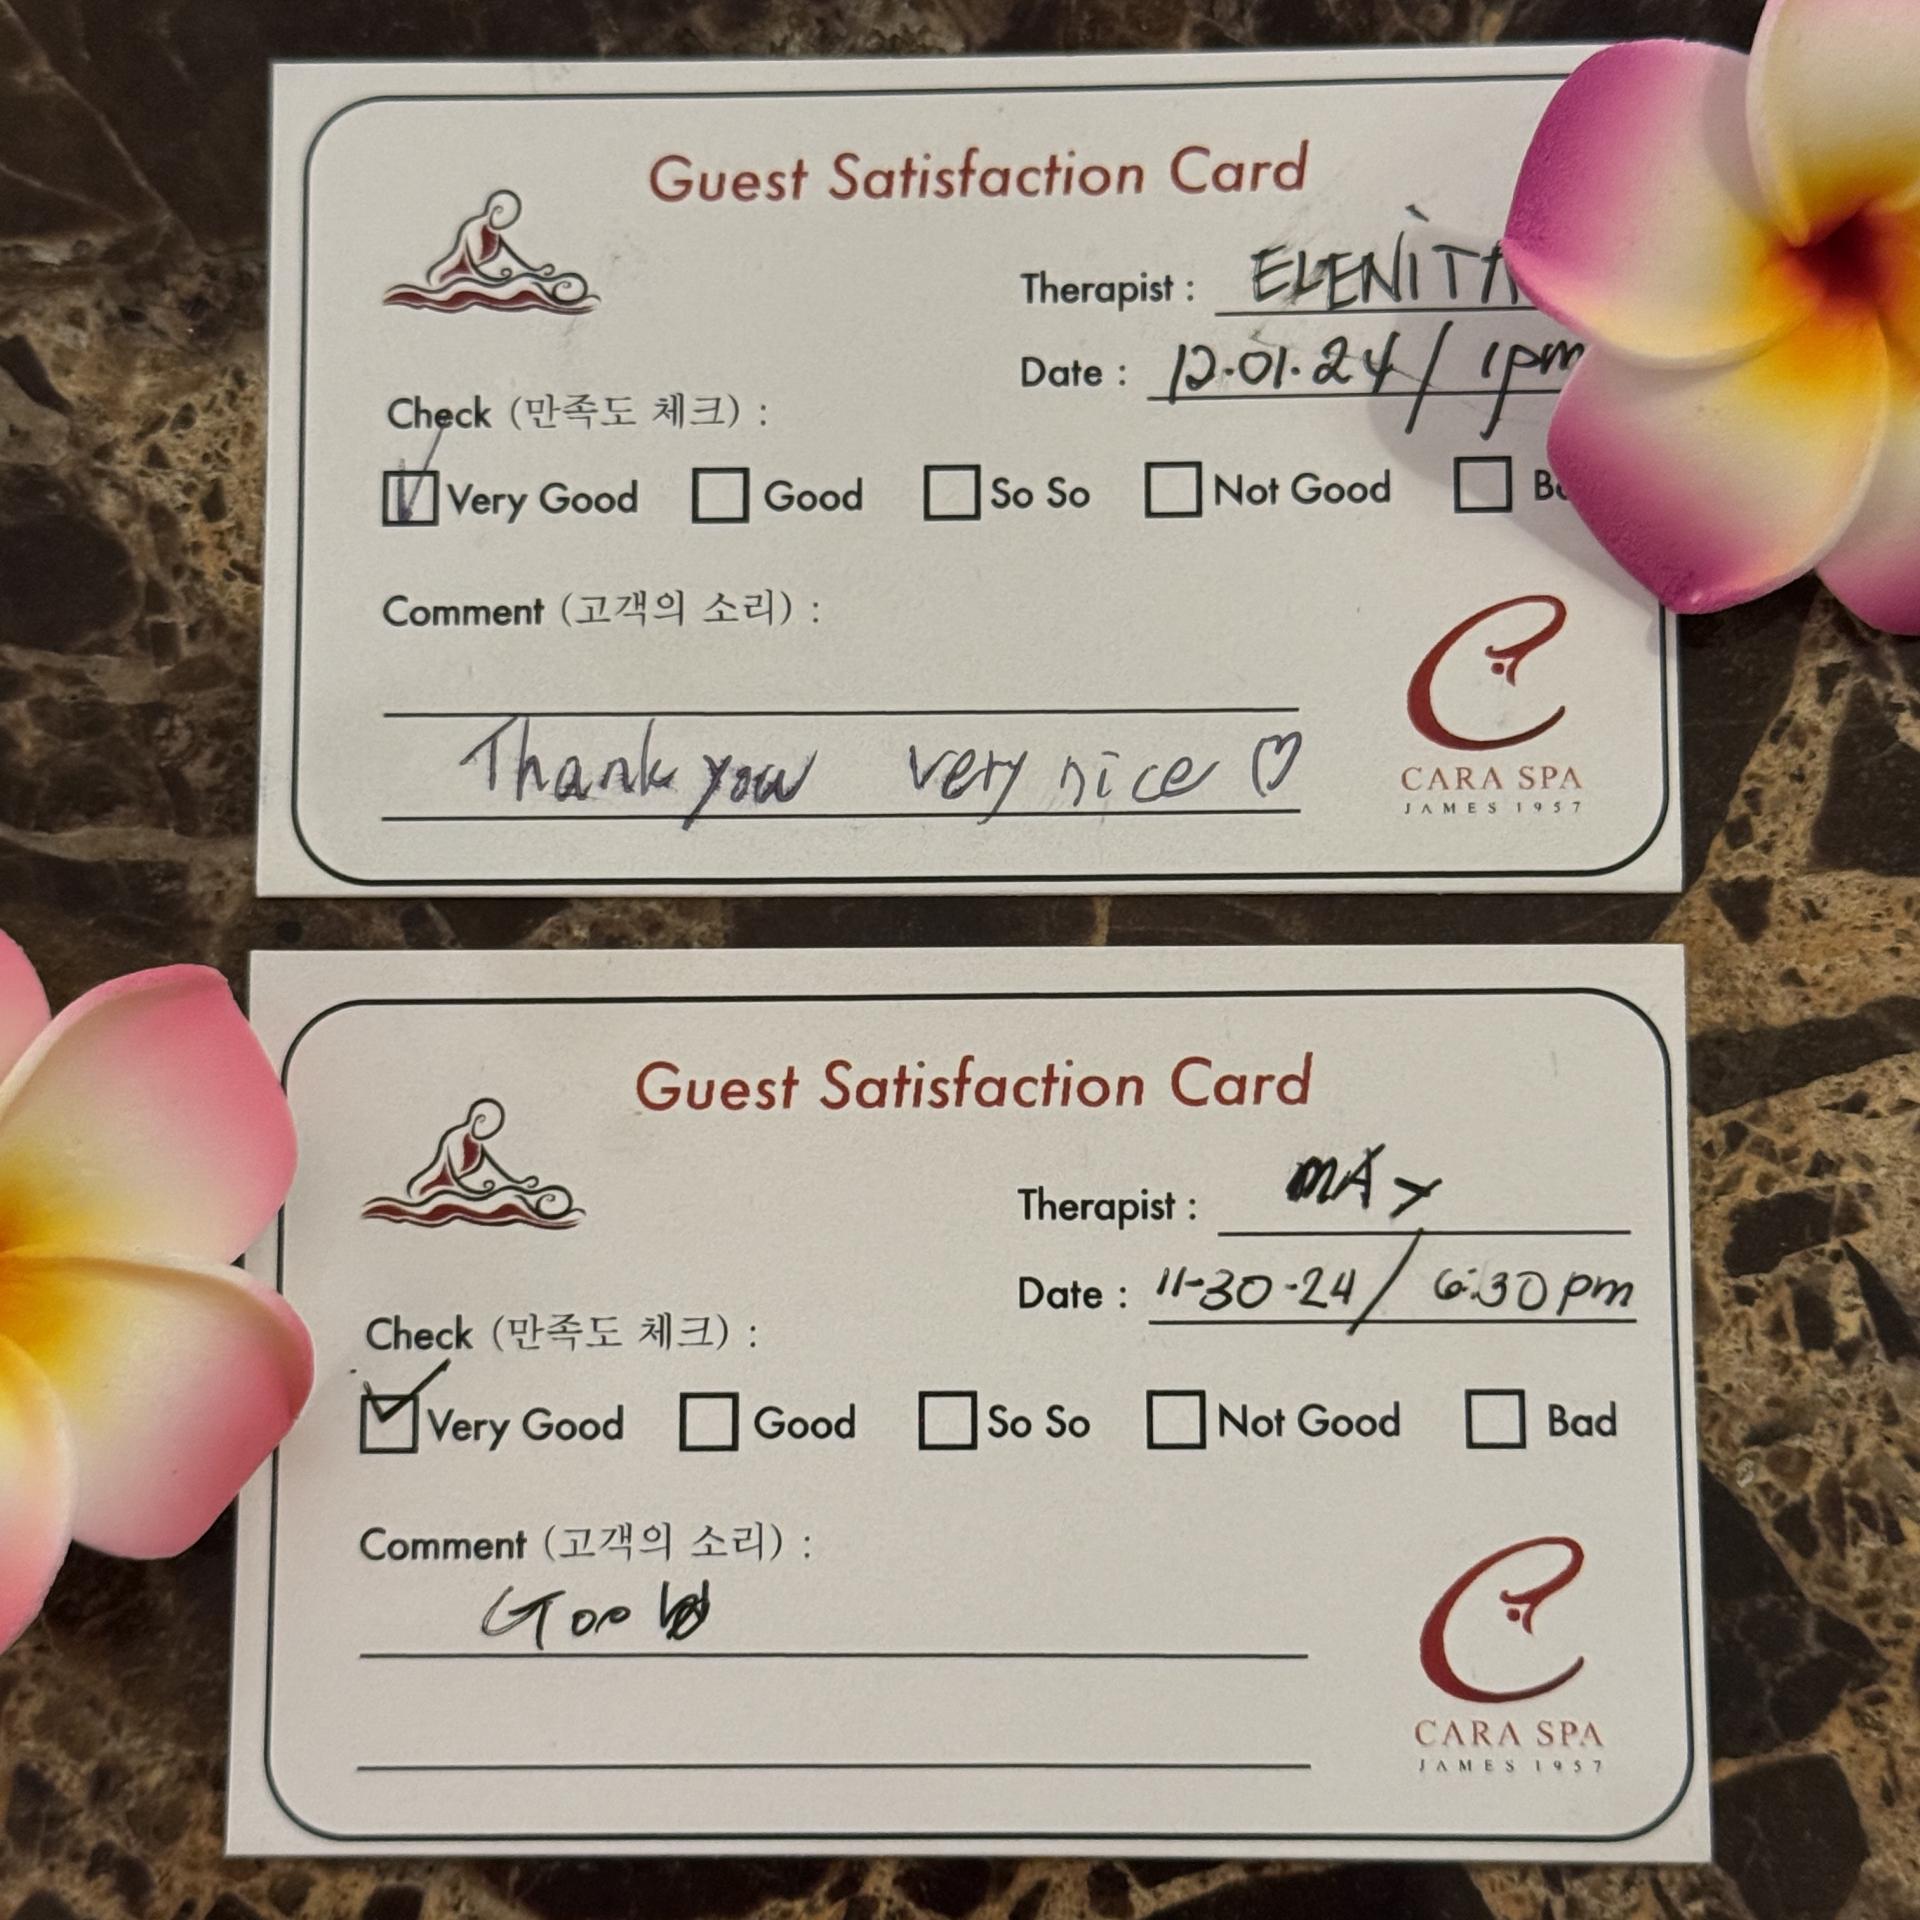 Guest Satisfaction Card
Therapist : ELENITA
Date : 12.01.24 / 1pm
Check (만족도 체크) :
Very Good Good So So Not Good
Comment (고객의 소리) :
Thank you very nice ♡
CARA SPA
JAMES 1957
Guest Satisfaction Card
Therapist : MAY
Date : 11-30-24 / 6:30 pm
Check (만족도 체크) :
Very Good Good So So Not Good Bad
Comment (고객의 소리) :
Good
CARA SPA
JAMES 1957